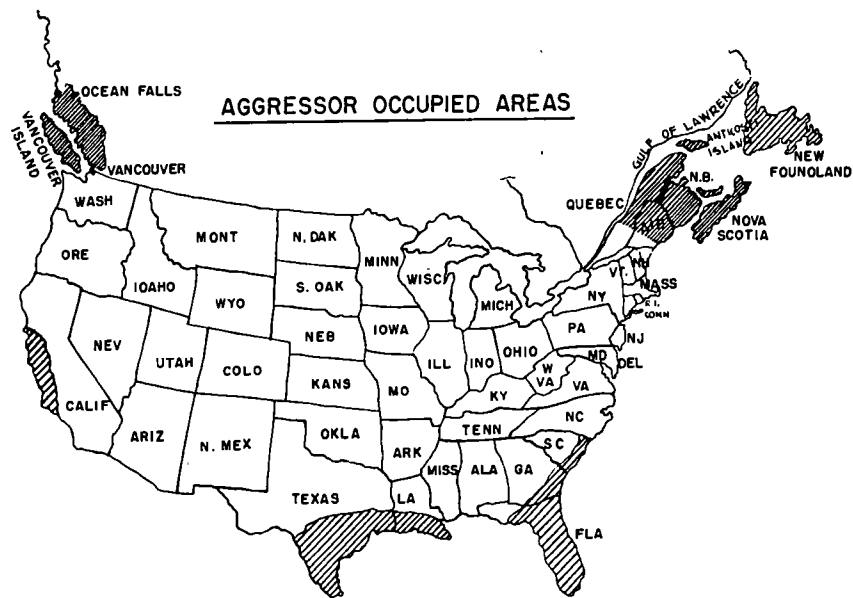 OCEAN FALLS
AGGRESSOR OCCUPIED AREAS
VANCOUVER
ISLAND
VANCOUVER
GULF OF LAWRENCE
ISLAND
NEW
FOUNOLAND
N.B.
QUEBEC
NOVA
SCOTIA
WASH
ORE
IOAHO
MONT
WYO
N. DAK
S. OAK
NEB
KANS
MINN
IOWA
WISC
MICH
ILL
INO
OHIO
PA
NY
VT.
NH
MASS
R.I.
CONN
NJ
DEL
MD
W
VA
VA
KY
NEV
UTAH
COLO
MO
CALIF
ARIZ
N. MEX
OKLA
ARK
TENN
NC
SC
MISS
ALA
GA
TEXAS
LA
FLA